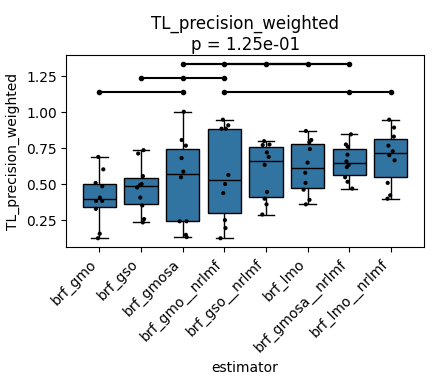 TL_precision_weighted
p = 1.25e-01
TL_precision_weighted
1.25
1.00
0.75
0.50
0.25
brf_gmo
brf_gso
brf_gmosa
brf_gmo__nrlmf
brf_gso__nrlmf
brf_lmo
brf_gmosa__nrlmf
brf_lmo__nrlmf
estimator